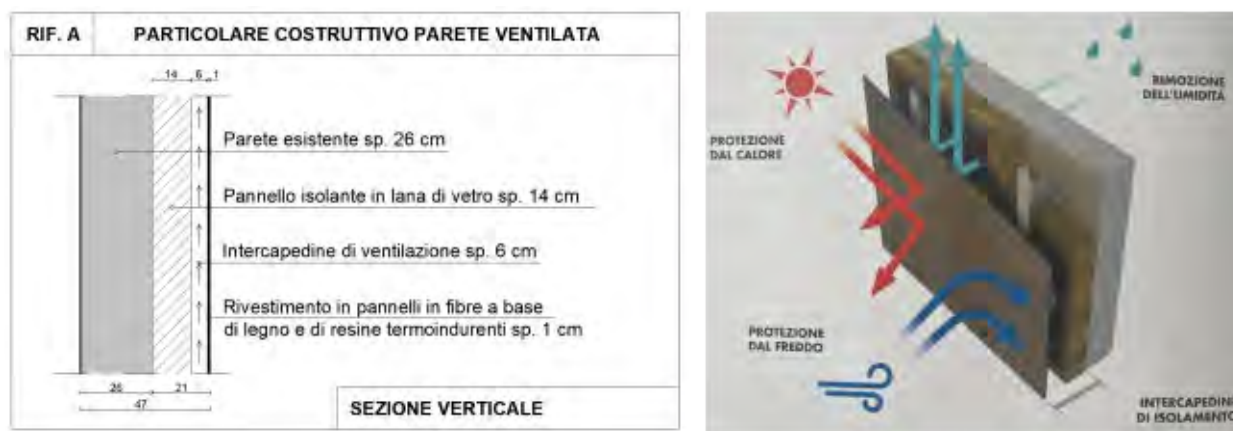 RIF. A
PARTICOLARE COSTRUTTIVO PARETE VENTILATA
14 6 1
Parete esistente sp. 26 cm
Pannello isolante in lana di vetro sp. 14 cm
Intercapedine di ventilazione sp. 6 cm
Rivestimento in pannelli in fibre a base
di legno e di resine termoindurenti sp. 1 cm
26 21
47
SEZIONE VERTICALE
RIMOZIONE
DELL'UMIDITÀ
PROTEZIONE
DAL CALORE
PROTEZIONE
DAL FREDDO
INTERCAPEDINE
DI ISOLAMENTO